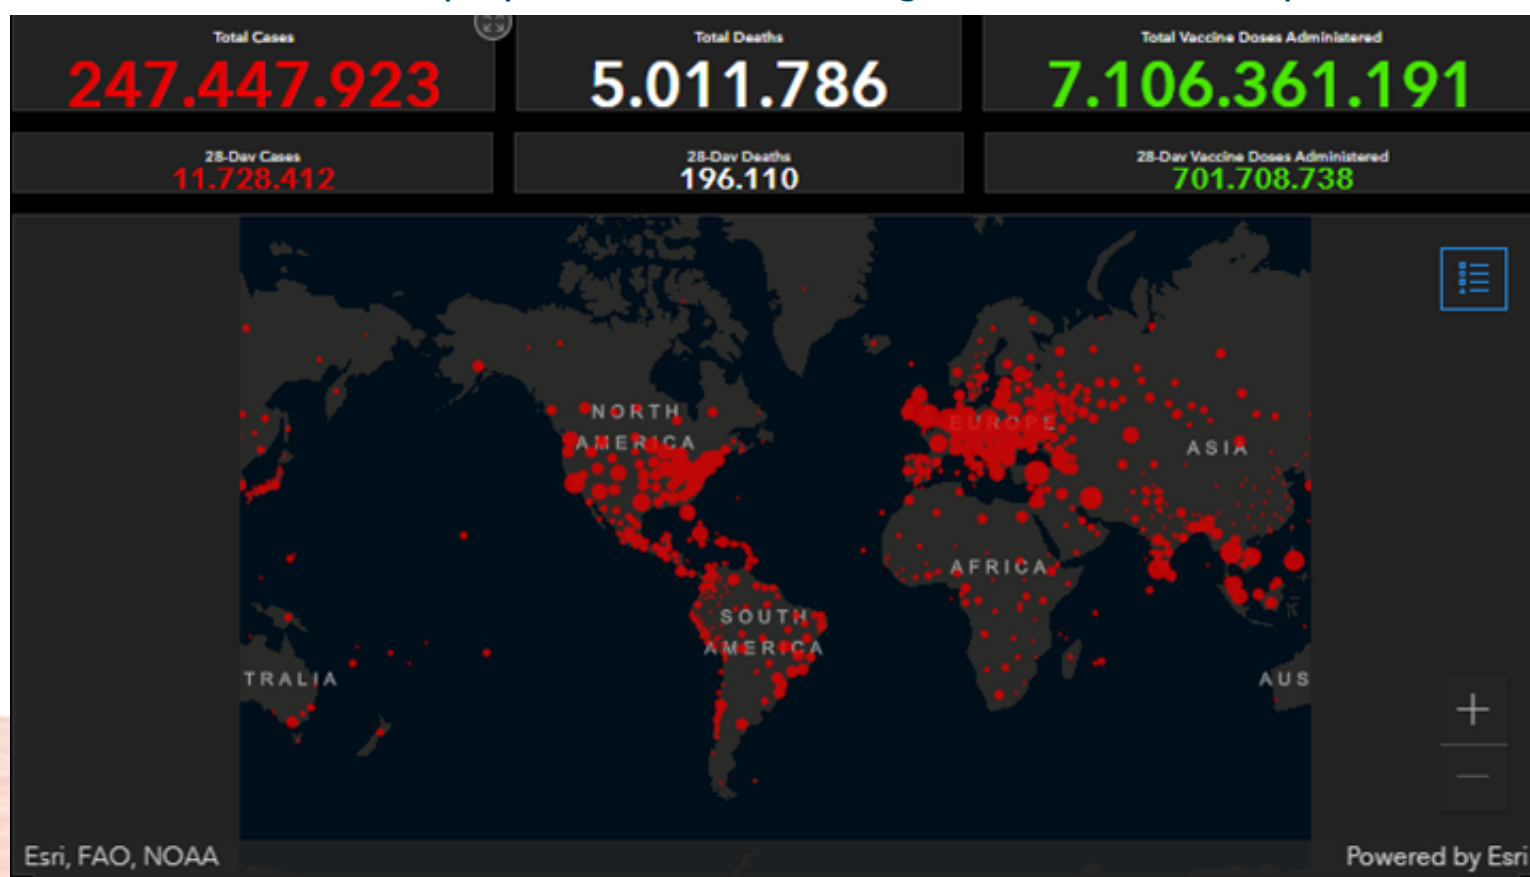 Total Cases
247.447.923
Total Deaths
5.011.786
Total Vaccine Doses Administered
7.106.361.191
28-Day Cases
11.728.412
28-Day Deaths
196.110
28-Day Vaccine Doses Administered
701.708.738
NORTH
AMERICA
EUROPE
ASIA
AFRICA
SOUTH
AMERICA
TRALIA
AUS
Esri, FAO, NOAA
Powered by Esri